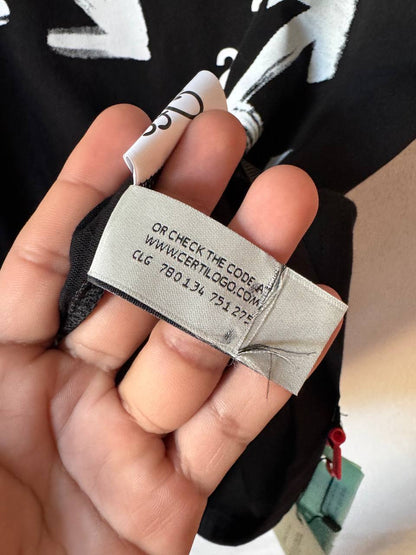 OR CHECK THE CODE AT
WWW.CERTILOGO.COM
CLG 780 134 751 275